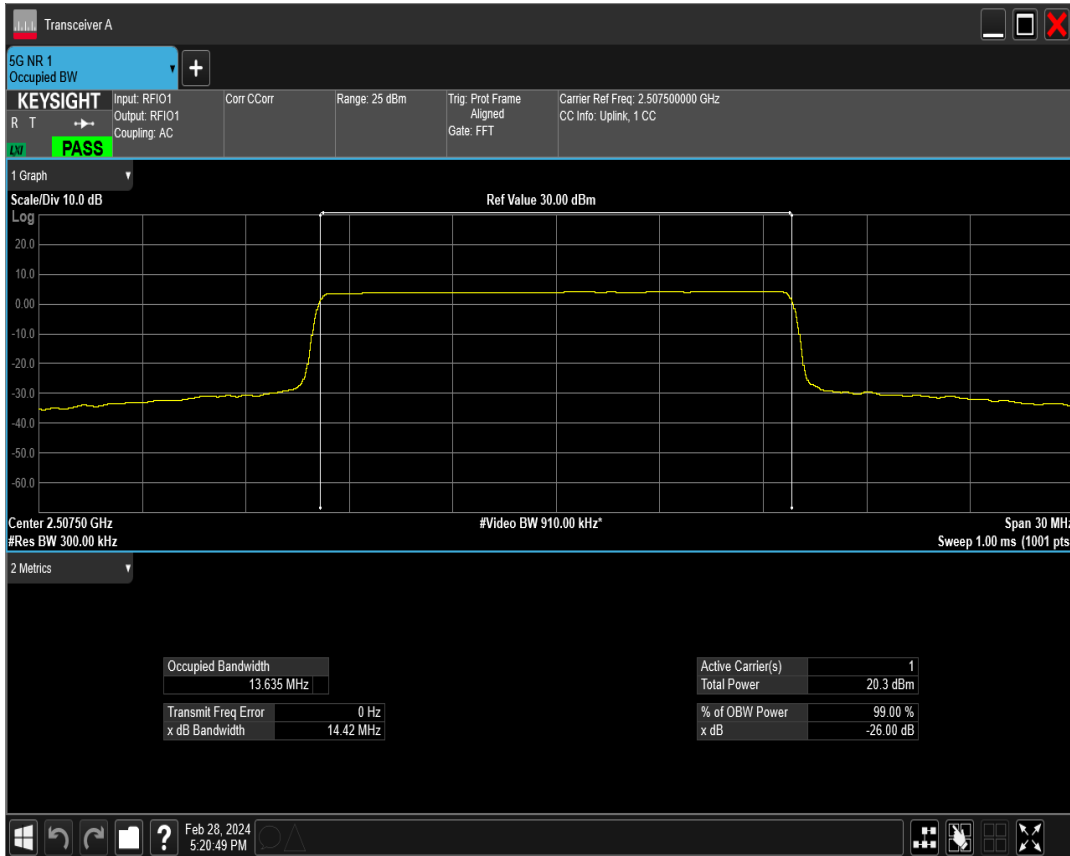 Transceiver A
5G NR 1
Occupied BW
+
KEYSIGHT
R T
LXI
PASS
Input: RFIO1
Output: RFIO1
Coupling: AC
Corr CCorr
Range: 25 dBm
Trig: Prot Frame
Aligned
Gate: FFT
Carrier Ref Freq: 2.507500000 GHz
CC Info: Uplink, 1 CC
1 Graph
Scale/Div 10.0 dB
Ref Value 30.00 dBm
Log
20.0
10.0
0.00
-10.0
-20.0
-30.0
-40.0
-50.0
-60.0
Center 2.50750 GHz
#Video BW 910.00 kHz*
Span 30 MHz
#Res BW 300.00 kHz
Sweep 1.00 ms (1001 pts
2 Metrics
Occupied Bandwidth
13.635 MHz
Transmit Freq Error 0 Hz
x dB Bandwidth 14.42 MHz
Active Carrier(s) 1
Total Power 20.3 dBm
% of OBW Power 99.00 %
x dB -26.00 dB
?
Feb 28, 2024
5:20:49 PM